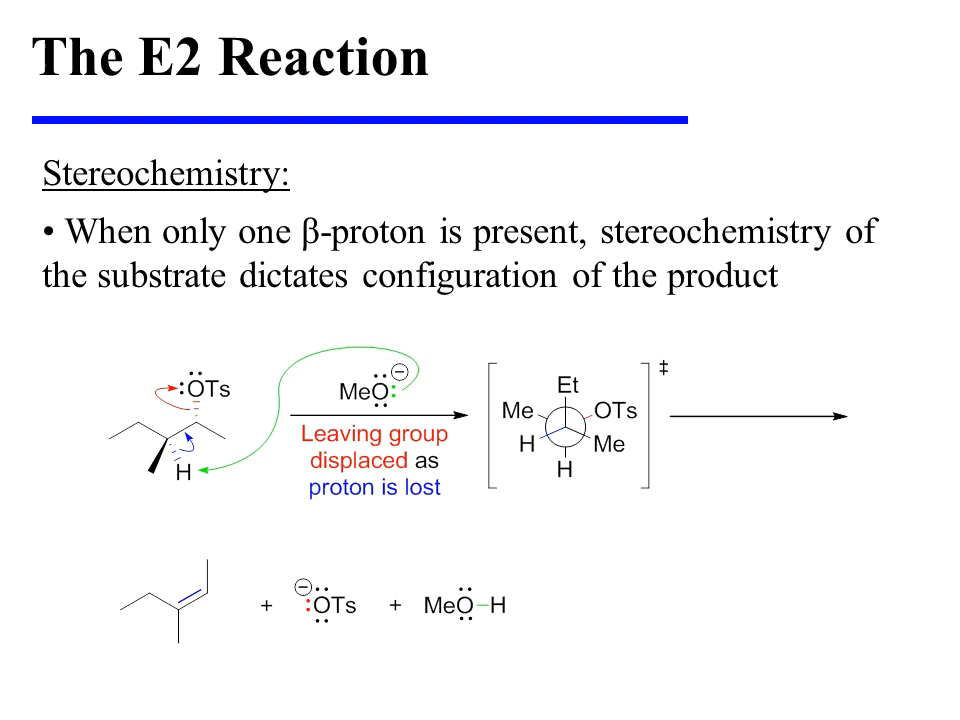 The E2 Reaction
Stereochemistry:
• When only one β-proton is present, stereochemistry of
the substrate dictates configuration of the product
OTs
H
MeO −
Leaving group
displaced as
proton is lost
Et
Me OTs
H Me
H
‡
+ − OTs + MeO–H